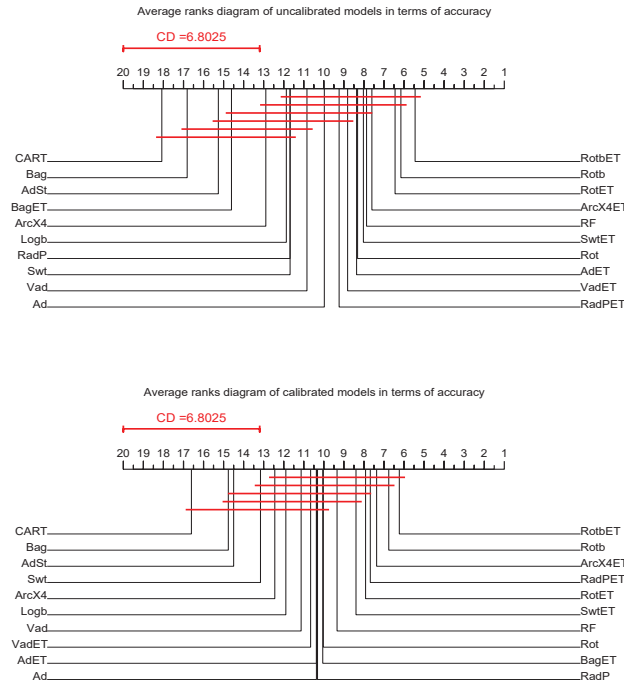 Average ranks diagram of uncalibrated models in terms of accuracy
CD =6.8025
20 19 18 17 16 15 14 13 12 11 10 9 8 7 6 5 4 3 2 1
CART RotbET
Bag Rotb
AdSt RotET
BagET ArcX4ET
ArcX4 RF
Logb SwtET
RadP Rot
Swt AdET
Vad VadET
Ad RadPET
Average ranks diagram of calibrated models in terms of accuracy
CD =6.8025
20 19 18 17 16 15 14 13 12 11 10 9 8 7 6 5 4 3 2 1
CART RotbET
Bag Rotb
AdSt ArcX4ET
Swt RadPET
ArcX4 RotET
Logb SwtET
Vad RF
VadET Rot
AdET BagET
Ad RadP